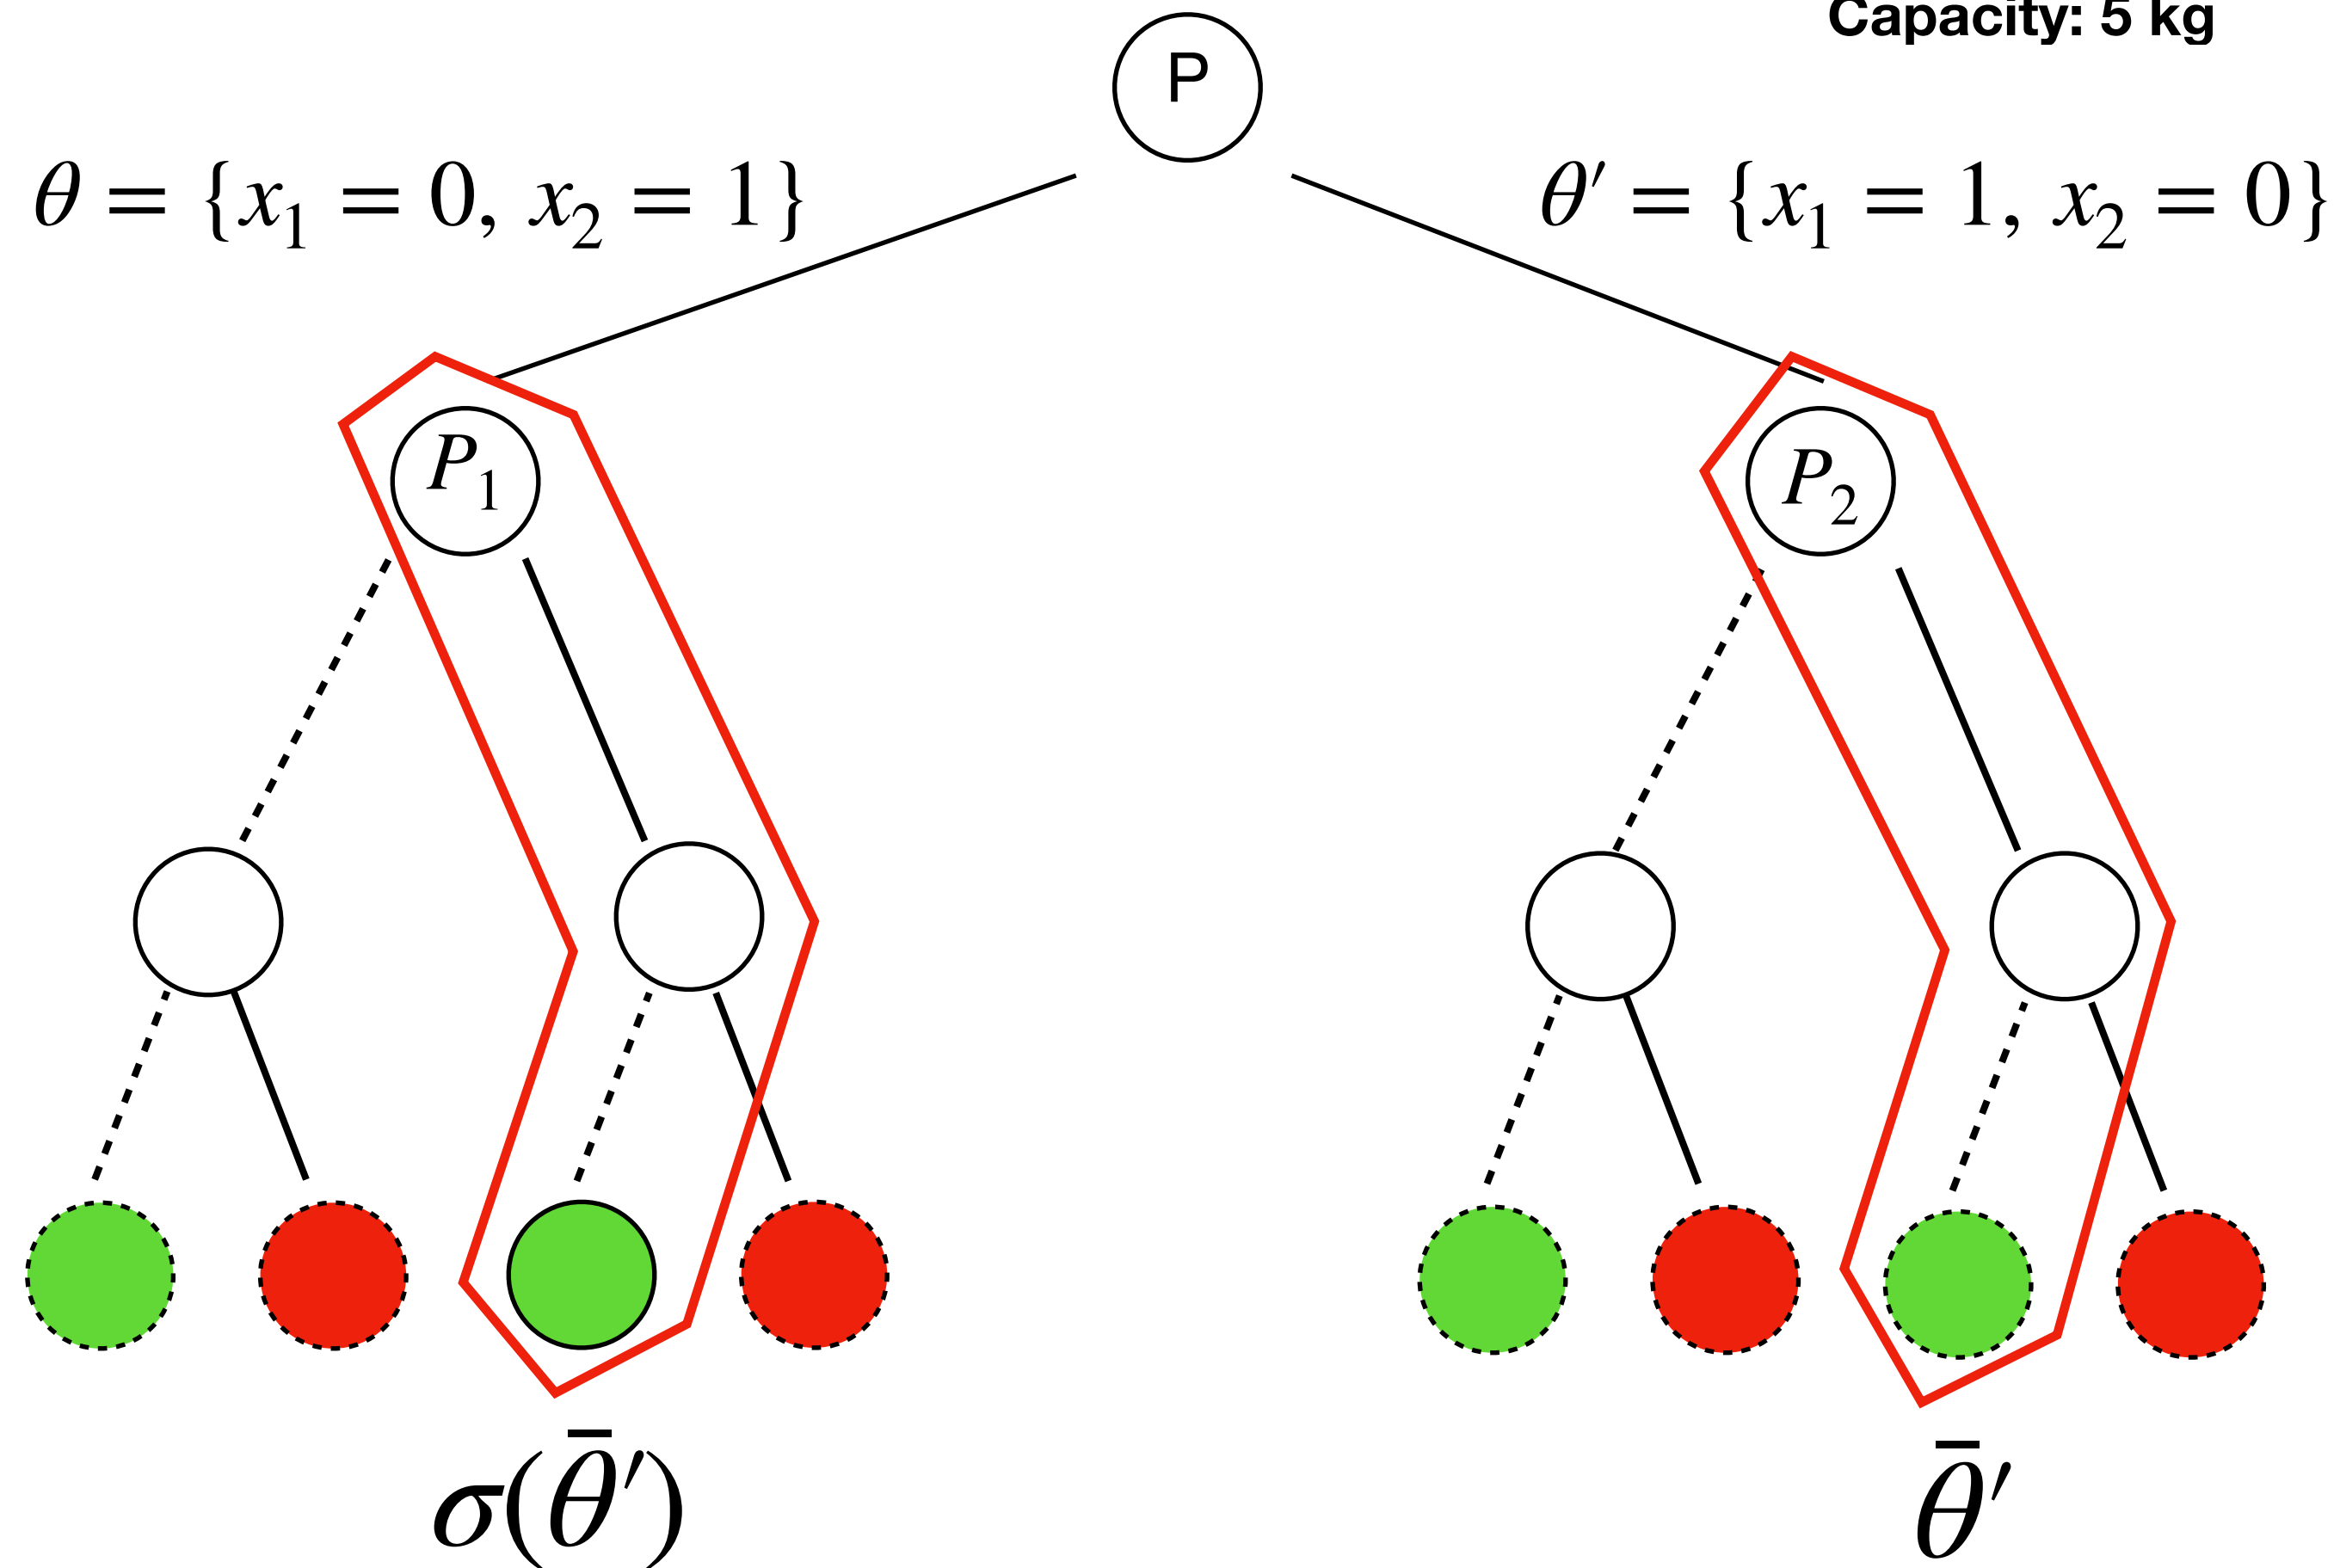 Capacity: 5 kg
P
θ = {x₁ = 0, x₂ = 1}
θ′ = {x₁ = 1, x₂ = 0}
P₁
P₂
σ(θ̄′)
θ̄′